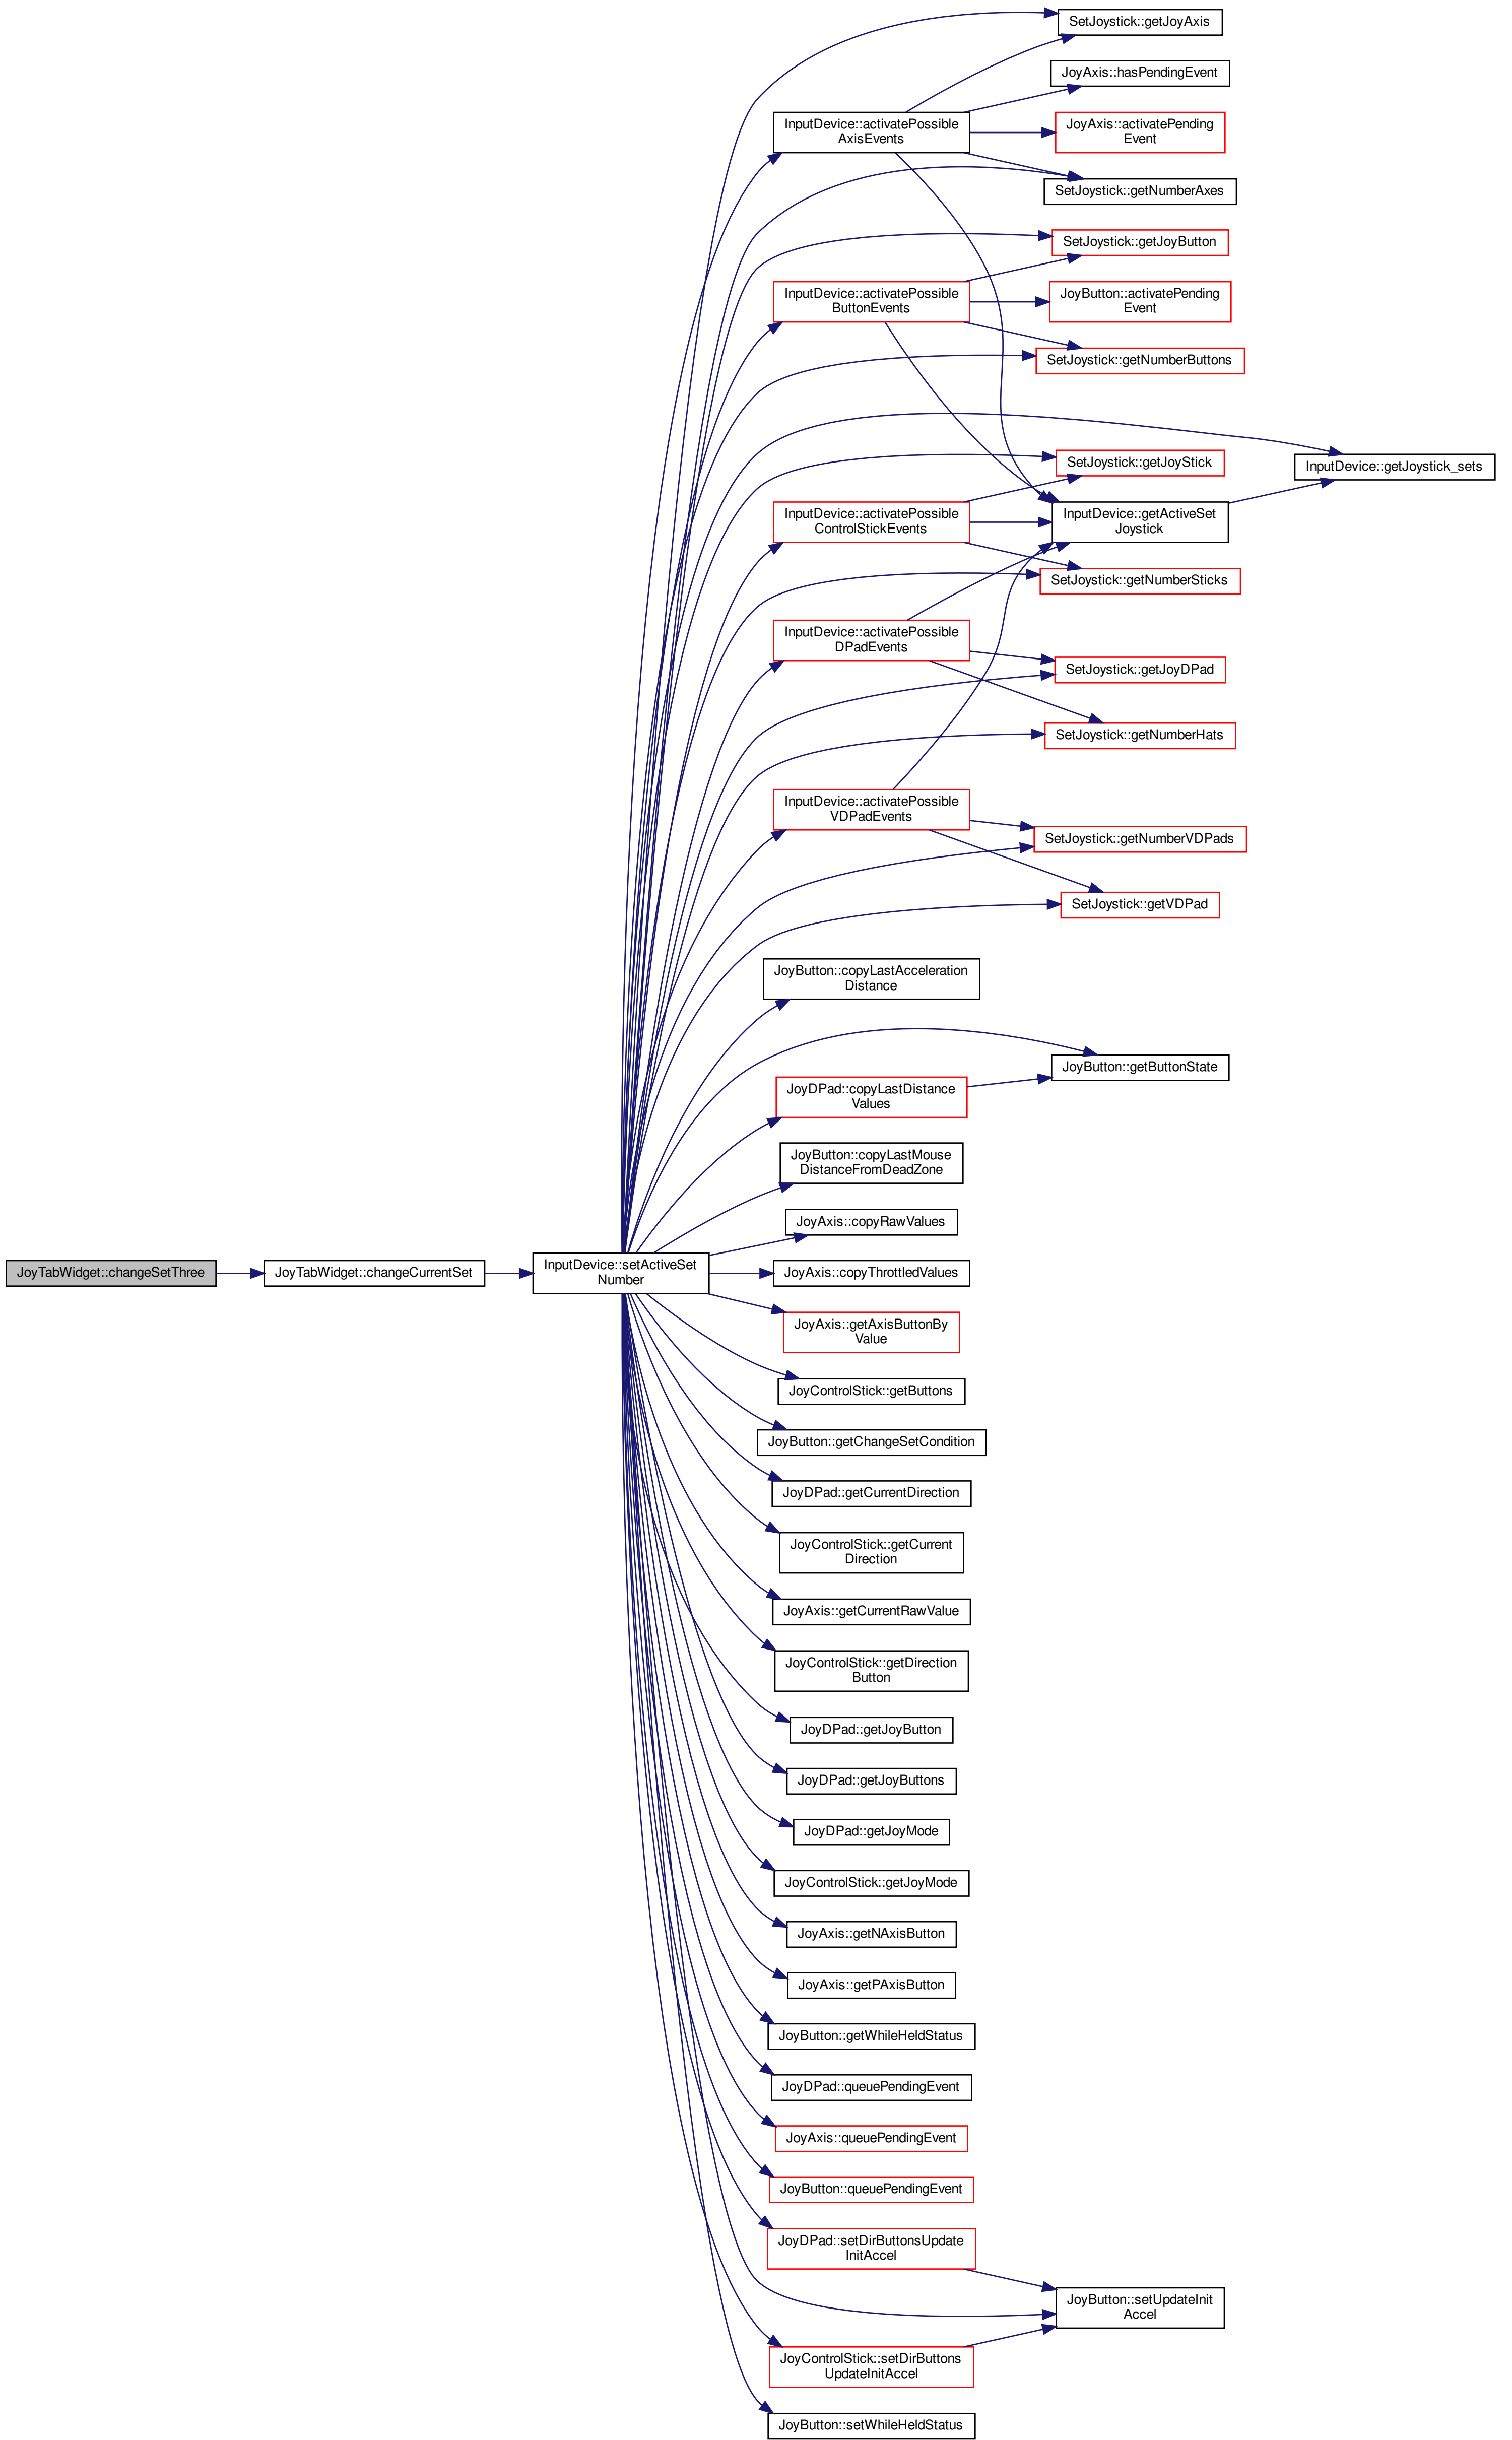 SetJoystick::getJoyAxis
JoyAxis::hasPendingEvent
InputDevice::activatePossible
AxisEvents
JoyAxis::activatePending
Event
SetJoystick::getNumberAxes
SetJoystick::getJoyButton
InputDevice::activatePossible
ButtonEvents
JoyButton::activatePending
Event
SetJoystick::getNumberButtons
SetJoystick::getJoyStick
InputDevice::getJoystick_sets
InputDevice::activatePossible
ControlStickEvents
InputDevice::getActiveSet
Joystick
SetJoystick::getNumberSticks
InputDevice::activatePossible
DPadEvents
SetJoystick::getJoyDPad
SetJoystick::getNumberHats
InputDevice::activatePossible
VDPadEvents
SetJoystick::getNumberVDPads
SetJoystick::getVDPad
JoyButton::copyLastAcceleration
Distance
JoyButton::getButtonState
JoyDPad::copyLastDistance
Values
JoyButton::copyLastMouse
DistanceFromDeadZone
JoyAxis::copyRawValues
JoyTabWidget::changeSetThree
JoyTabWidget::changeCurrentSet
InputDevice::setActiveSet
Number
JoyAxis::copyThrottledValues
JoyAxis::getAxisButtonBy
Value
JoyControlStick::getButtons
JoyButton::getChangeSetCondition
JoyDPad::getCurrentDirection
JoyControlStick::getCurrent
Direction
JoyAxis::getCurrentRawValue
JoyControlStick::getDirection
Button
JoyDPad::getJoyButton
JoyDPad::getJoyButtons
JoyDPad::getJoyMode
JoyControlStick::getJoyMode
JoyAxis::getNAxisButton
JoyAxis::getPAxisButton
JoyButton::getWhileHeldStatus
JoyDPad::queuePendingEvent
JoyAxis::queuePendingEvent
JoyButton::queuePendingEvent
JoyDPad::setDirButtonsUpdate
InitAccel
JoyButton::setUpdateInit
Accel
JoyControlStick::setDirButtons
UpdateInitAccel
JoyButton::setWhileHeldStatus